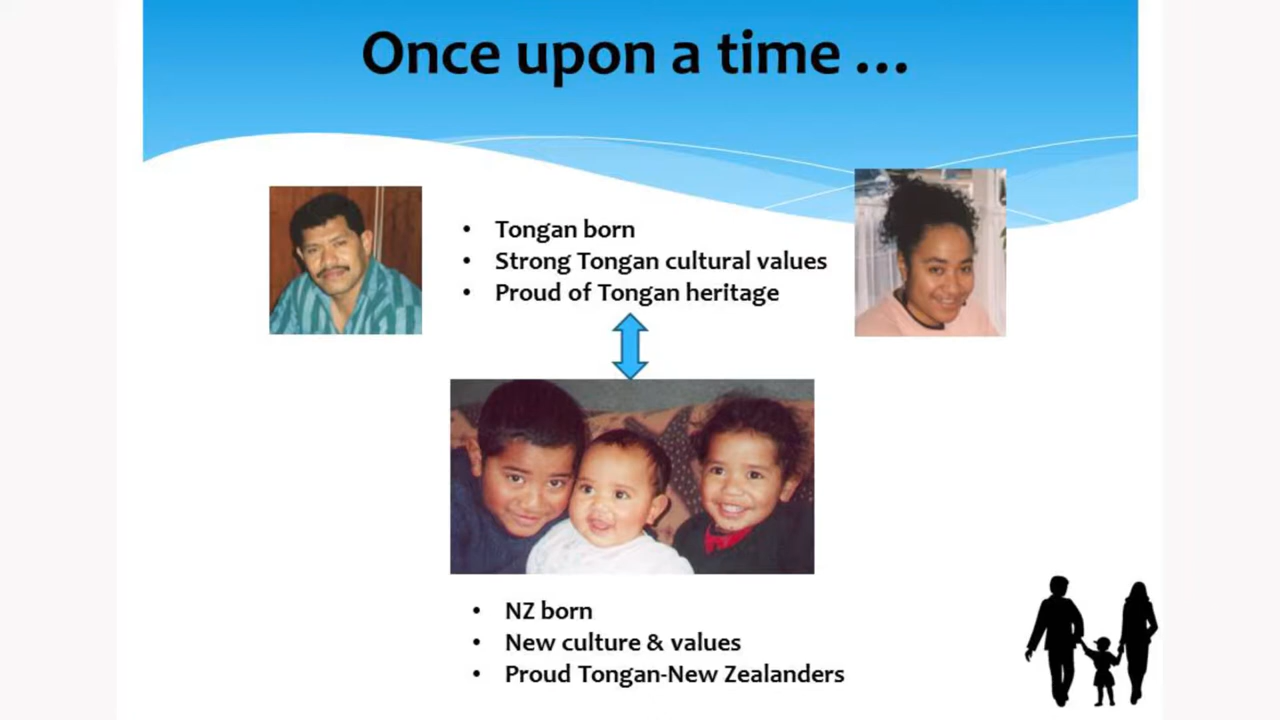 Once upon a time ...
• Tongan born
• Strong Tongan cultural values
• Proud of Tongan heritage
• NZ born
• New culture & values
• Proud Tongan-New Zealanders